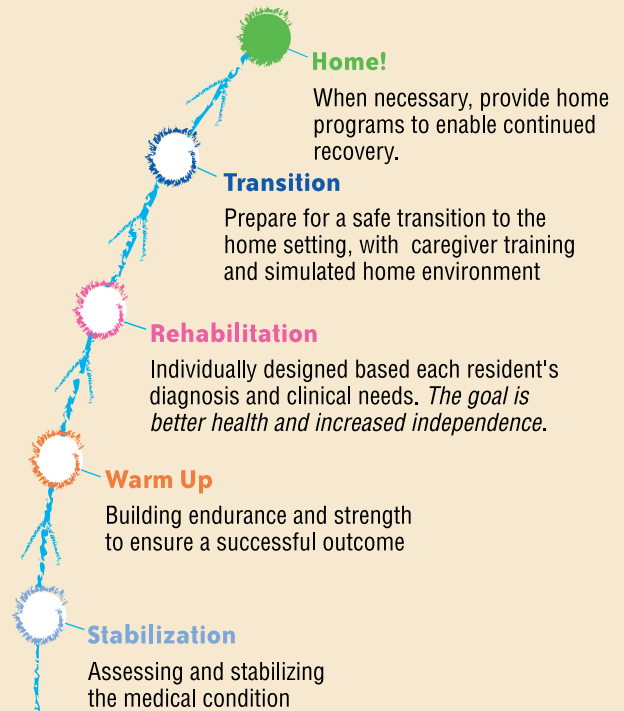 Home!
When necessary, provide home
programs to enable continued
recovery.
Transition
Prepare for a safe transition to the
home setting, with  caregiver training
and simulated home environment
Rehabilitation
Individually designed based each resident's
diagnosis and clinical needs. The goal is
better health and increased independence.
Warm Up
Building endurance and strength
to ensure a successful outcome
Stabilization
Assessing and stabilizing
the medical condition